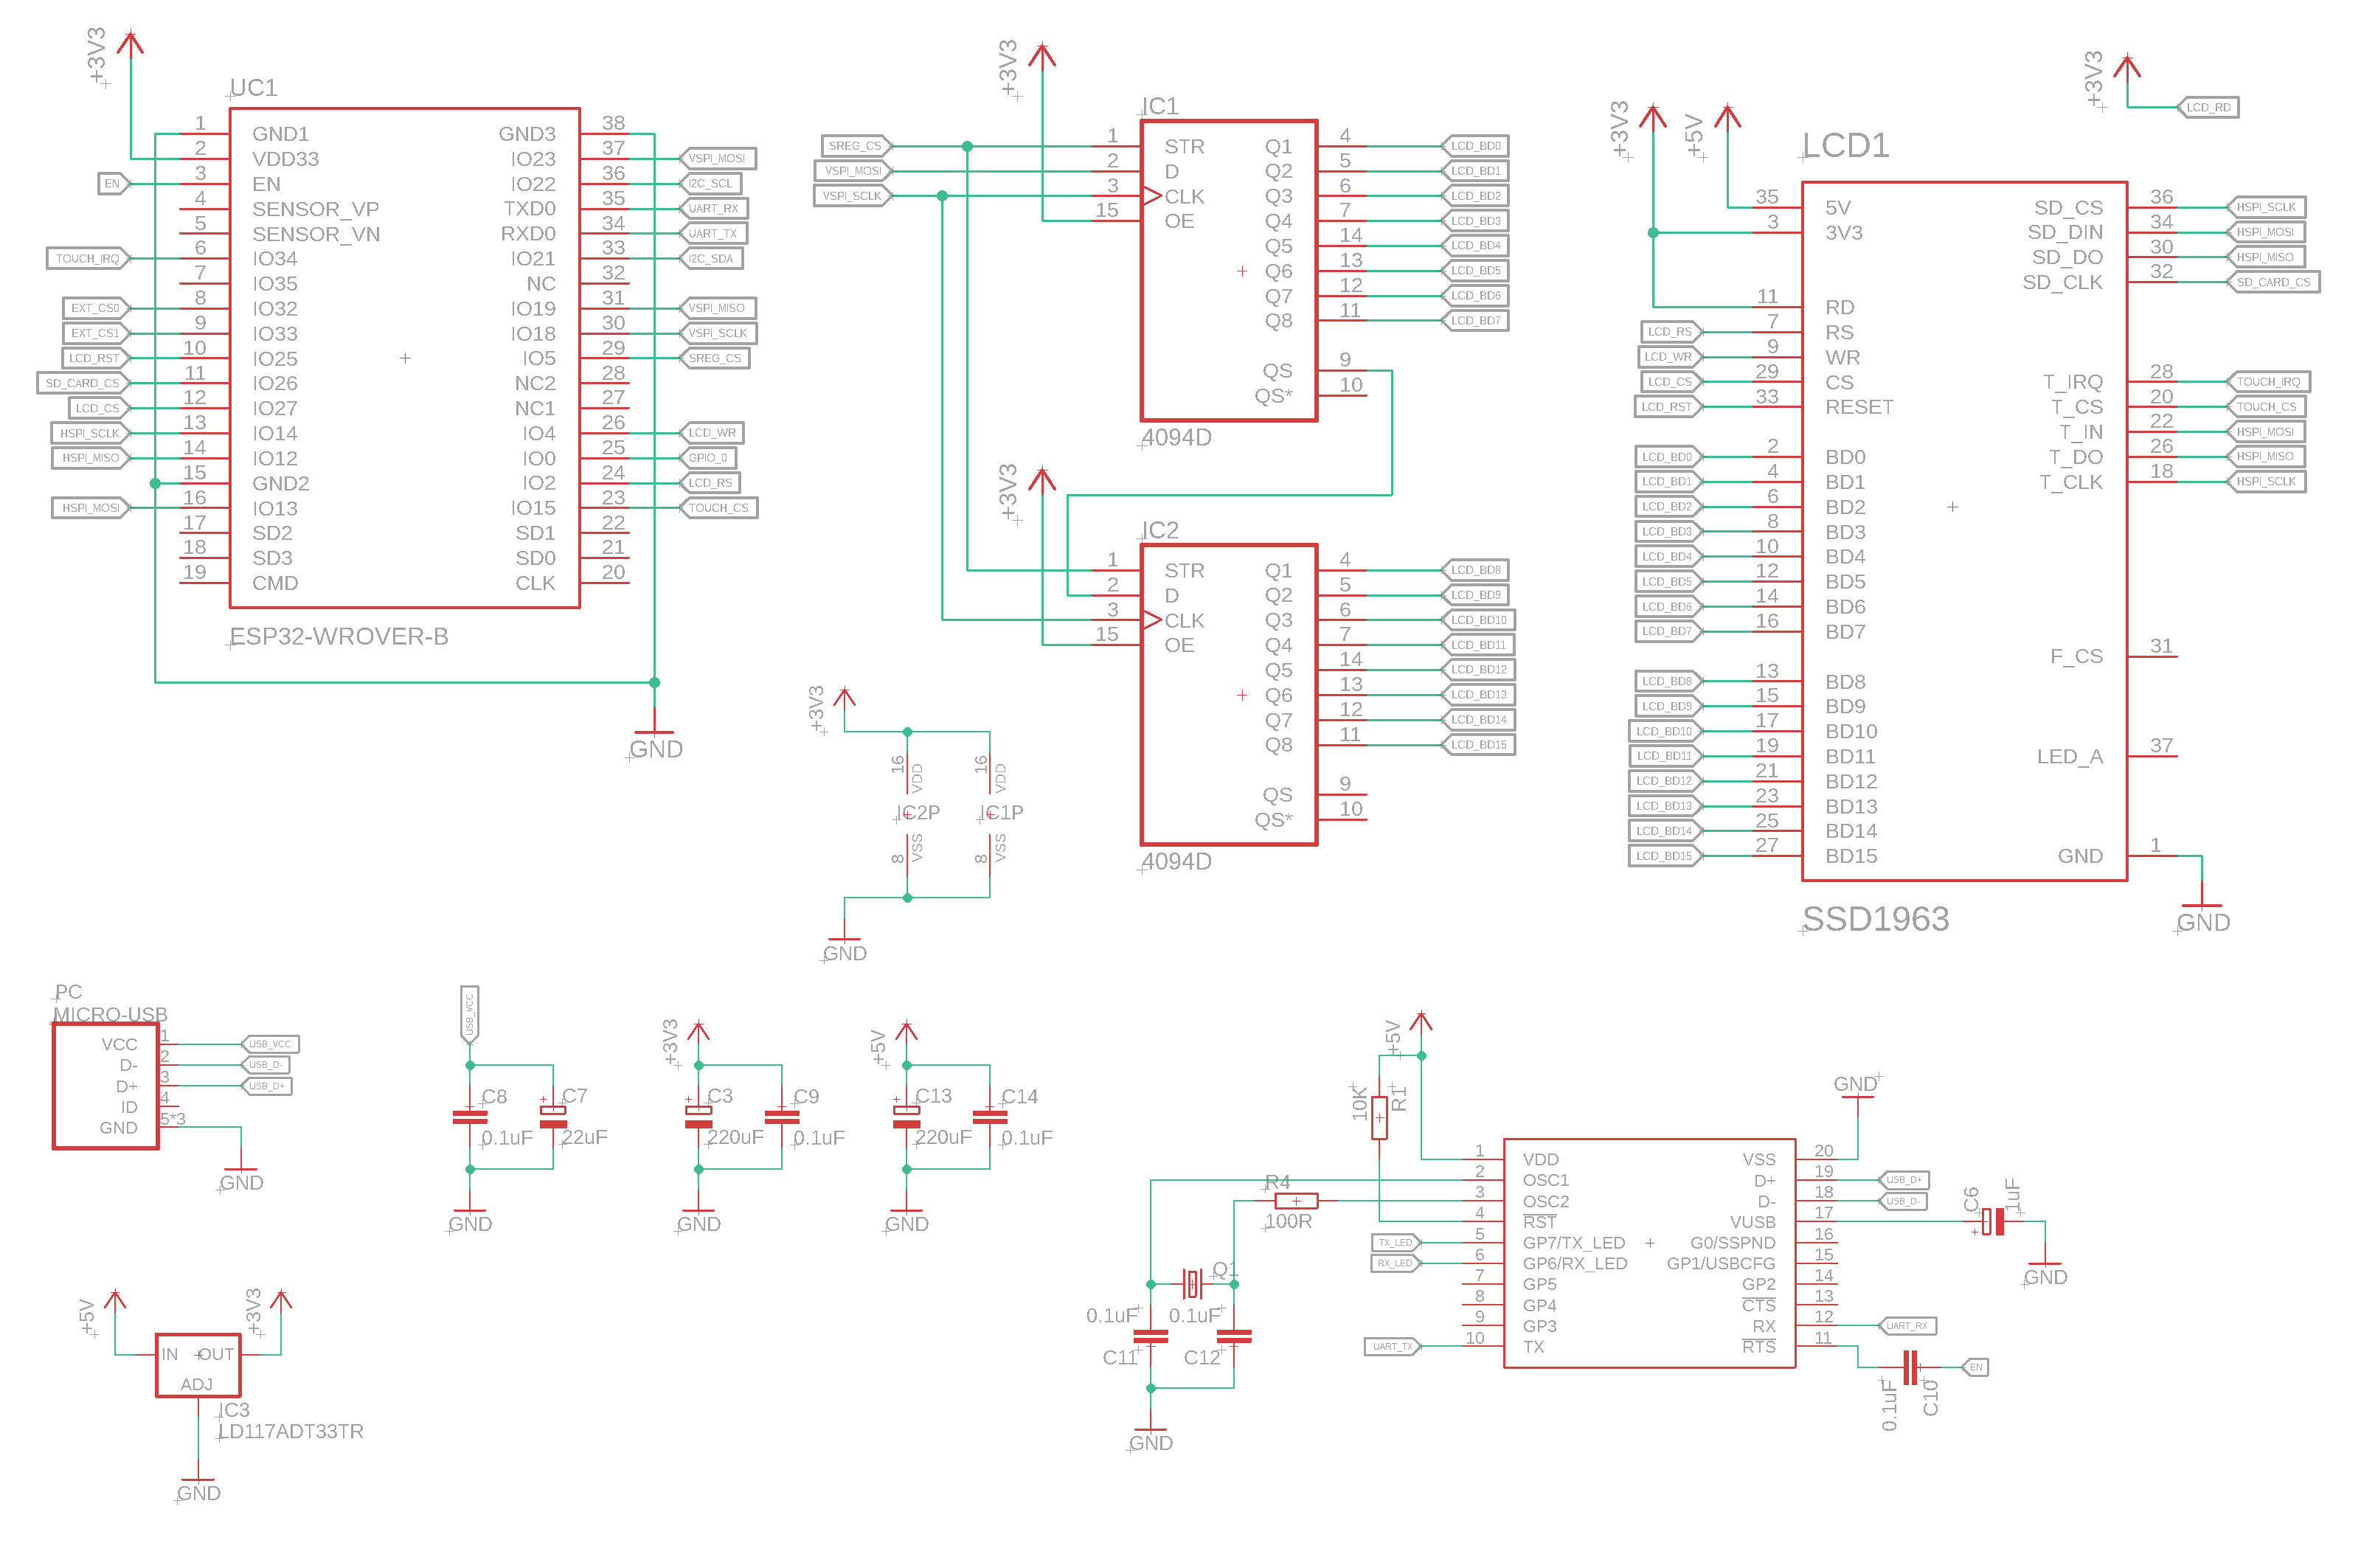 +3V3
UC1
1 GND1
2 VDD33
EN 3 EN
4 SENSOR_VP
5 SENSOR_VN
TOUCH_IRQ 6 IO34
7 IO35
EXT_CS0 8 IO32
EXT_CS1 9 IO33
LCD_RST 10 IO25
SD_CARD_CS 11 IO26
LCD_CS 12 IO27
HSPI_SCLK 13 IO14
HSPI_MISO 14 IO12
15 GND2
HSPI_MOSI 16 IO13
17 SD2
18 SD3
19 CMD
GND3 38
IO23 37 VSPI_MOSI
IO22 36 I2C_SCL
TXD0 35 UART_RX
RXD0 34 UART_TX
IO21 33 I2C_SDA
NC 32
IO19 31 VSPI_MISO
IO18 30 VSPI_SCLK
IO5 29 SREG_CS
NC2 28
NC1 27
IO4 26 LCD_WR
IO0 25 GPIO_0
IO2 24 LCD_RS
IO15 23 TOUCH_CS
SD1 22
SD0 21
CLK 20
ESP32-WROVER-B
GND
+3V3
IC1
SREG_CS 1 STR
VSPI_MOSI 2 D
VSPI_SCLK 3 CLK
15 OE
Q1 4 LCD_BD0
Q2 5 LCD_BD1
Q3 6 LCD_BD2
Q4 7 LCD_BD3
Q5 14 LCD_BD4
Q6 13 LCD_BD5
Q7 12 LCD_BD6
Q8 11 LCD_BD7
QS 9
QS* 10
4094D
+3V3
IC2
1 STR
2 D
3 CLK
15 OE
Q1 4 LCD_BD8
Q2 5 LCD_BD9
Q3 6 LCD_BD10
Q4 7 LCD_BD11
Q5 14 LCD_BD12
Q6 13 LCD_BD13
Q7 12 LCD_BD14
Q8 11 LCD_BD15
QS 9
QS* 10
4094D
+3V3
16 VDD
16 VDD
IC2P
IC1P
8 VSS
8 VSS
GND
+3V3
LCD_RD
+3V3
+5V
LCD1
35 5V
3 3V3
11 RD
LCD_RS 7 RS
LCD_WR 9 WR
LCD_CS 29 CS
LCD_RST 33 RESET
LCD_BD0 2 BD0
LCD_BD1 4 BD1
LCD_BD2 6 BD2
LCD_BD3 8 BD3
LCD_BD4 10 BD4
LCD_BD5 12 BD5
LCD_BD6 14 BD6
LCD_BD7 16 BD7
LCD_BD8 13 BD8
LCD_BD9 15 BD9
LCD_BD10 17 BD10
LCD_BD11 19 BD11
LCD_BD12 21 BD12
LCD_BD13 23 BD13
LCD_BD14 25 BD14
LCD_BD15 27 BD15
SD_CS 36 HSPI_SCLK
SD_DIN 34 HSPI_MOSI
SD_DO 30 HSPI_MISO
SD_CLK 32 SD_CARD_CS
T_IRQ 28 TOUCH_IRQ
T_CS 20 TOUCH_CS
T_IN 22 HSPI_MOSI
T_DO 26 HSPI_MISO
T_CLK 18 HSPI_SCLK
F_CS 31
LED_A 37
GND 1
SSD1963
GND
PC
MICRO-USB
VCC 1 USB_VCC
D- 2 USB_D-
D+ 3 USB_D+
ID 4
GND 5*3
GND
USB_VCC
C8
0.1uF
C7
22uF
GND
+3V3
C3
220uF
C9
0.1uF
GND
+5V
C13
220uF
C14
0.1uF
GND
+5V
+3V3
IN OUT
ADJ
IC3
LD117ADT33TR
GND
+5V
10K
R1
R4
100R
Q1
0.1uF
C11
0.1uF
C12
GND
1 VDD
2 OSC1
3 OSC2
4 RST
TX_LED 5 GP7/TX_LED
RX_LED 6 GP6/RX_LED
7 GP5
8 GP4
9 GP3
UART_TX 10 TX
GND
VSS 20
D+ 19 USB_D+
D- 18 USB_D-
VUSB 17
G0/SSPND 16
GP1/USBCFG 15
GP2 14
CTS 13
RX 12 UART_RX
RTS 11
C6
1uF
GND
0.1uF
C10
EN